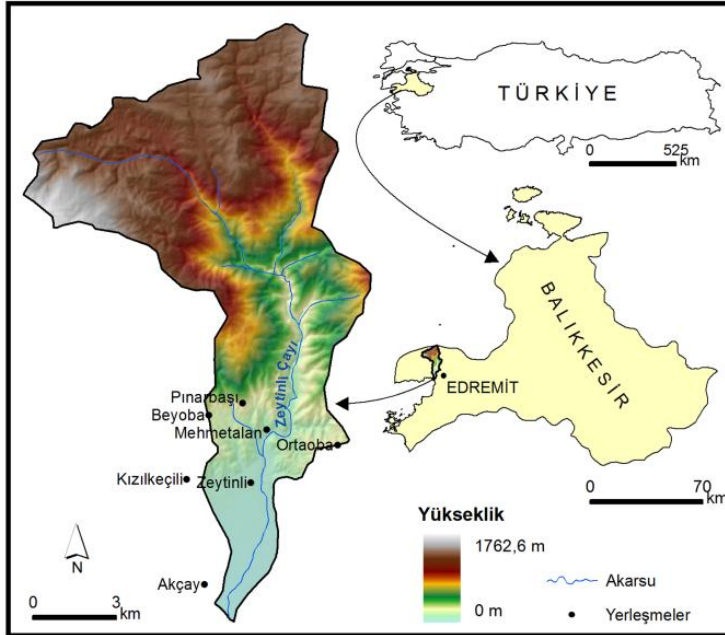 TÜRKİYE
0 525
km
BALIKKESİR
EDREMİT
0 70
km
Zeytinli Çayı
Pınarbaşı
Beyoba
Mehmetalan
Ortaoba
Kızılkeçili
Zeytinli
Akçay
N
0 3
km
Yükseklik
1762,6 m
0 m
Akarsu
Yerleşmeler